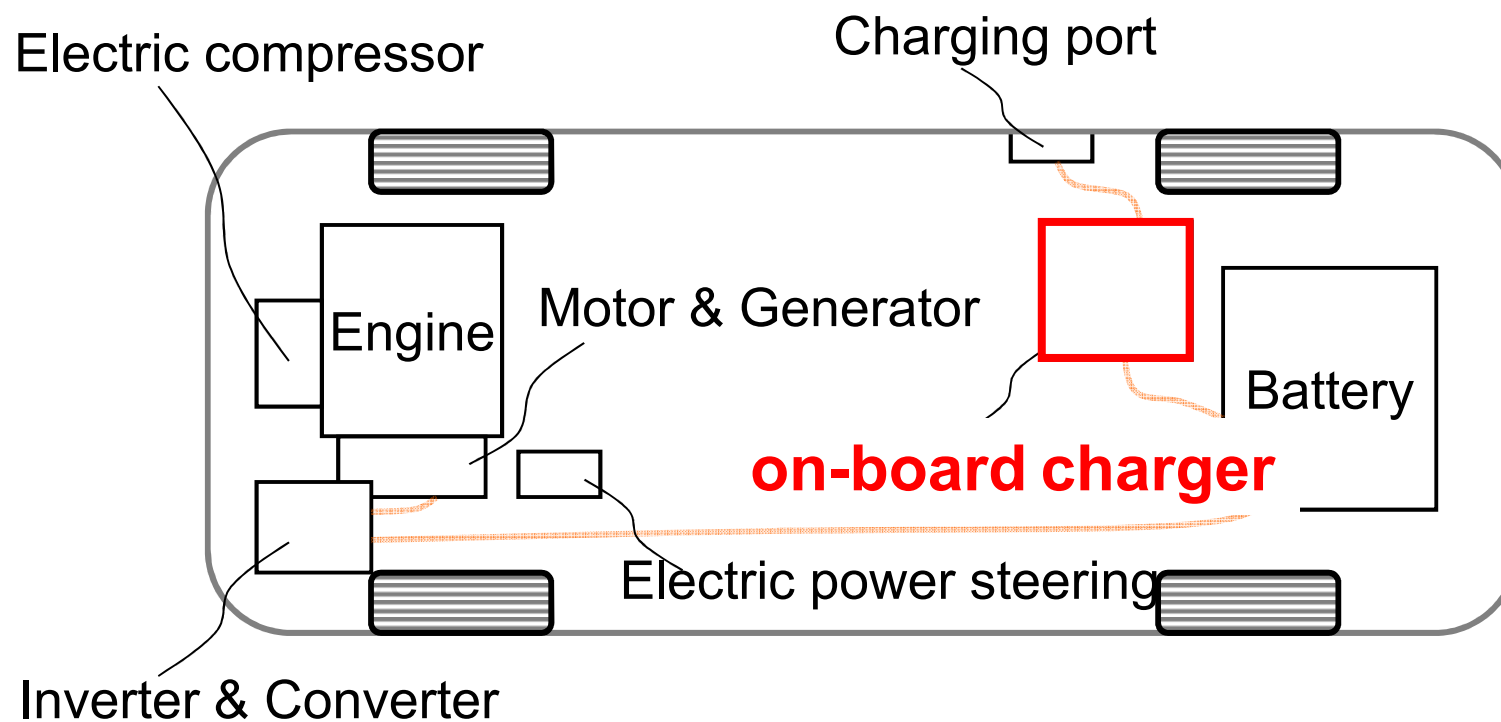 Charging port
Electric compressor
Motor & Generator
Engine
Battery
on-board charger
Electric power steering
Inverter & Converter